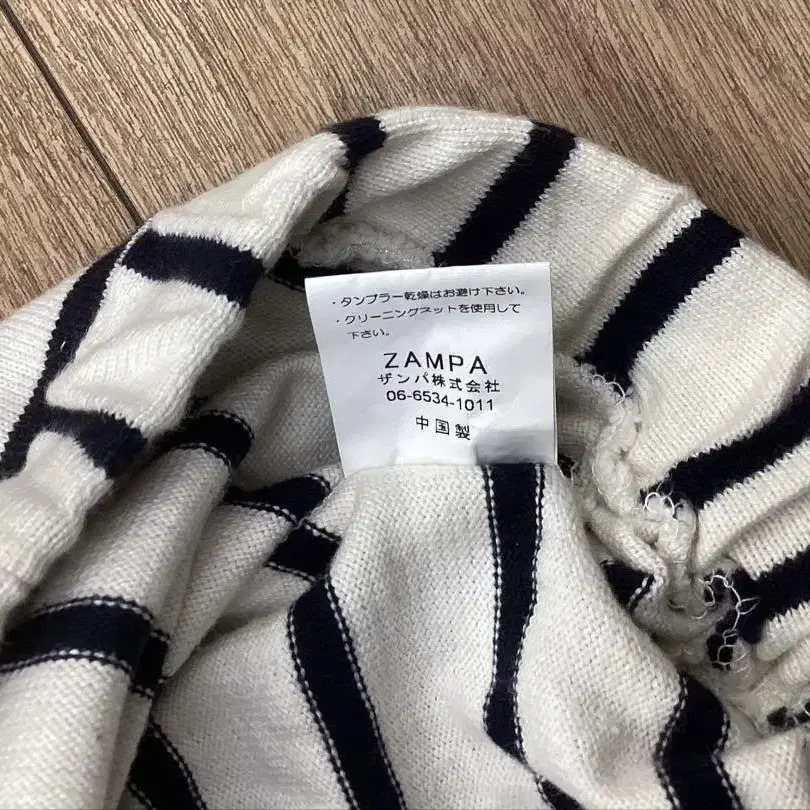 ・タンブラー乾燥はお避け下さい。
・クリーニングネットを使用して
下さい。
ZAMPA
ザンパ株式会社
06-6534-1011
中国製